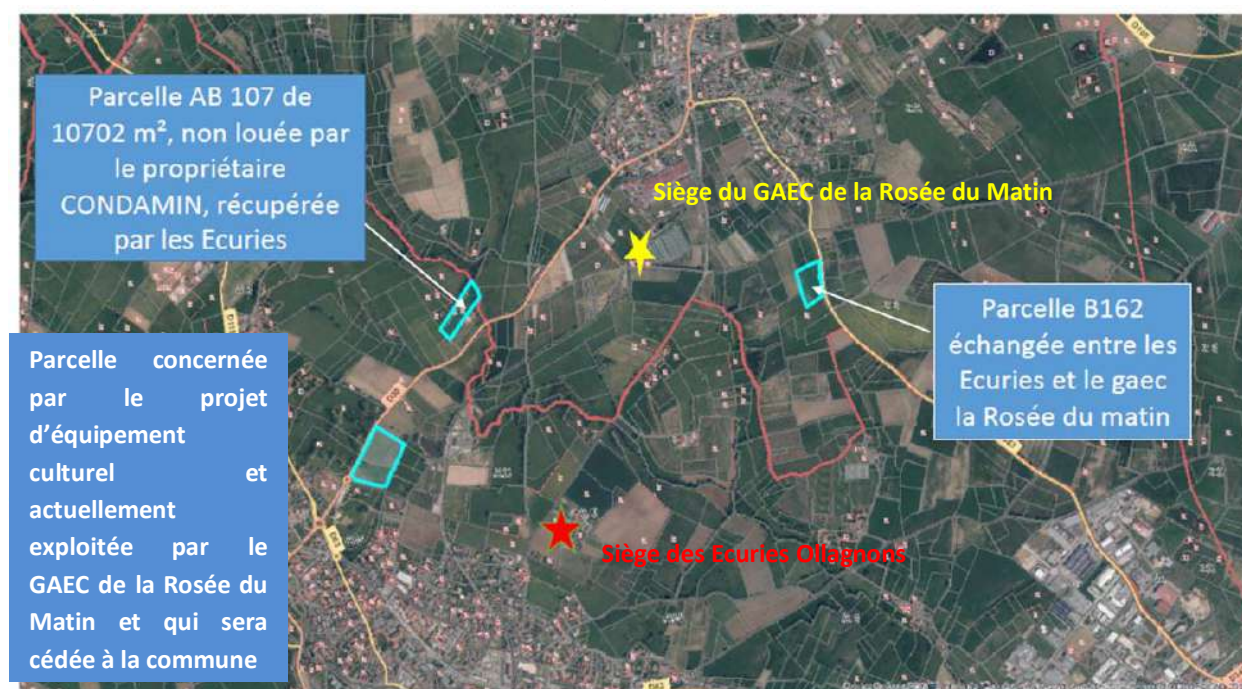 Parcelle AB 107 de
10702 m², non louée par
le propriétaire
CONDAMIN, récupérée
par les Ecuries
Siège du GAEC de la Rosée du Matin
Parcelle B162
échangée entre les
Ecuries et le gaec
la Rosée du matin
Parcelle concernée
par le projet
d'équipement
culturel et
actuellement
exploitée par le
GAEC de la Rosée du
Matin et qui sera
cédée à la commune
Siège des Ecuries Ollagnons
D30